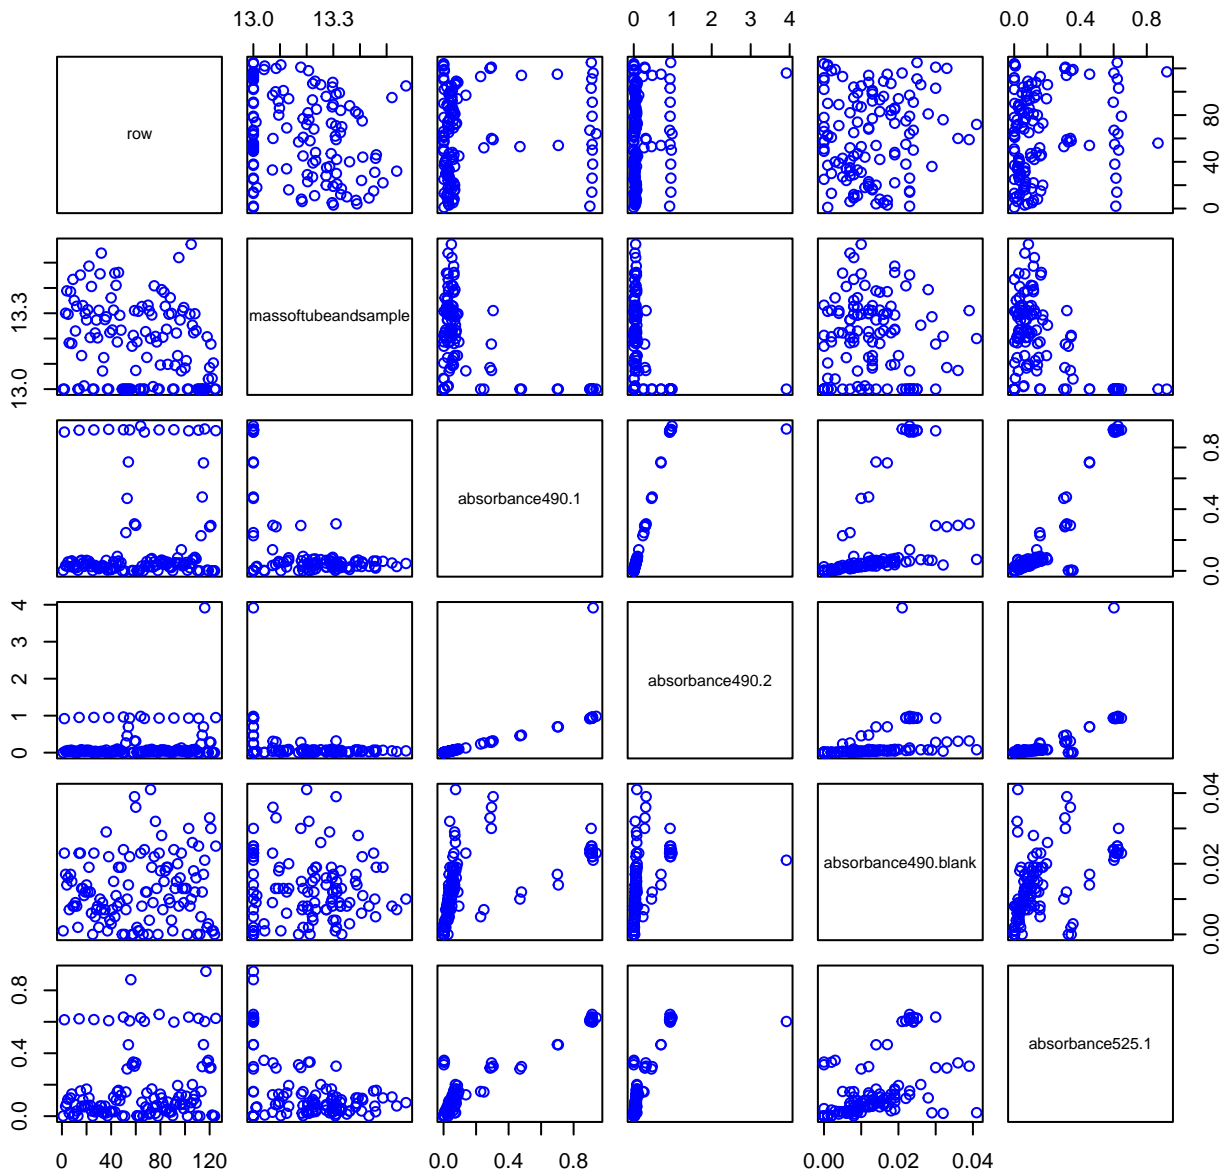 13.0 13.3
0 1 2 3 4
0.0 0.4 0.8
row
0 40 80
massoftubeandsample
13.0 13.3
absorbance490.1
0.0 0.4 0.8
absorbance490.2
0 1 2 3 4
absorbance490.blank
0.00 0.02 0.04
absorbance525.1
0.0 0.4 0.8
0 40 80 120
0.0 0.4 0.8
0.00 0.02 0.04